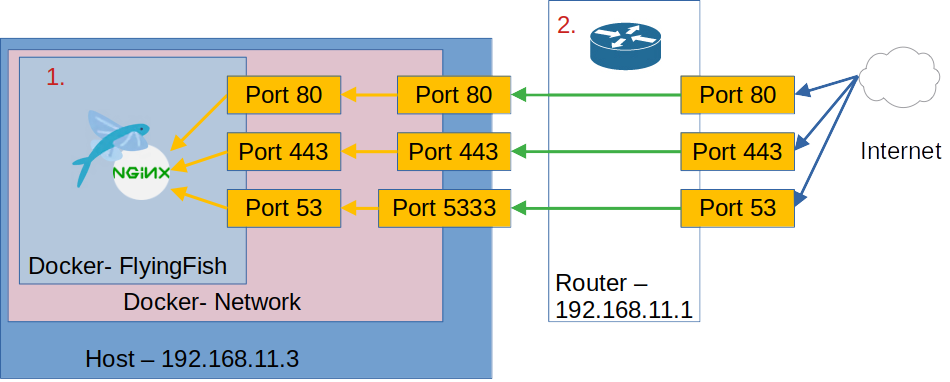 2.
1.
Port 80
Port 80
Port 80
Port 443
Port 443
Port 443
Internet
NGiNX
Port 53
Port 5333
Port 53
Docker- FlyingFish
Docker- Network
Router –
192.168.11.1
Host – 192.168.11.3